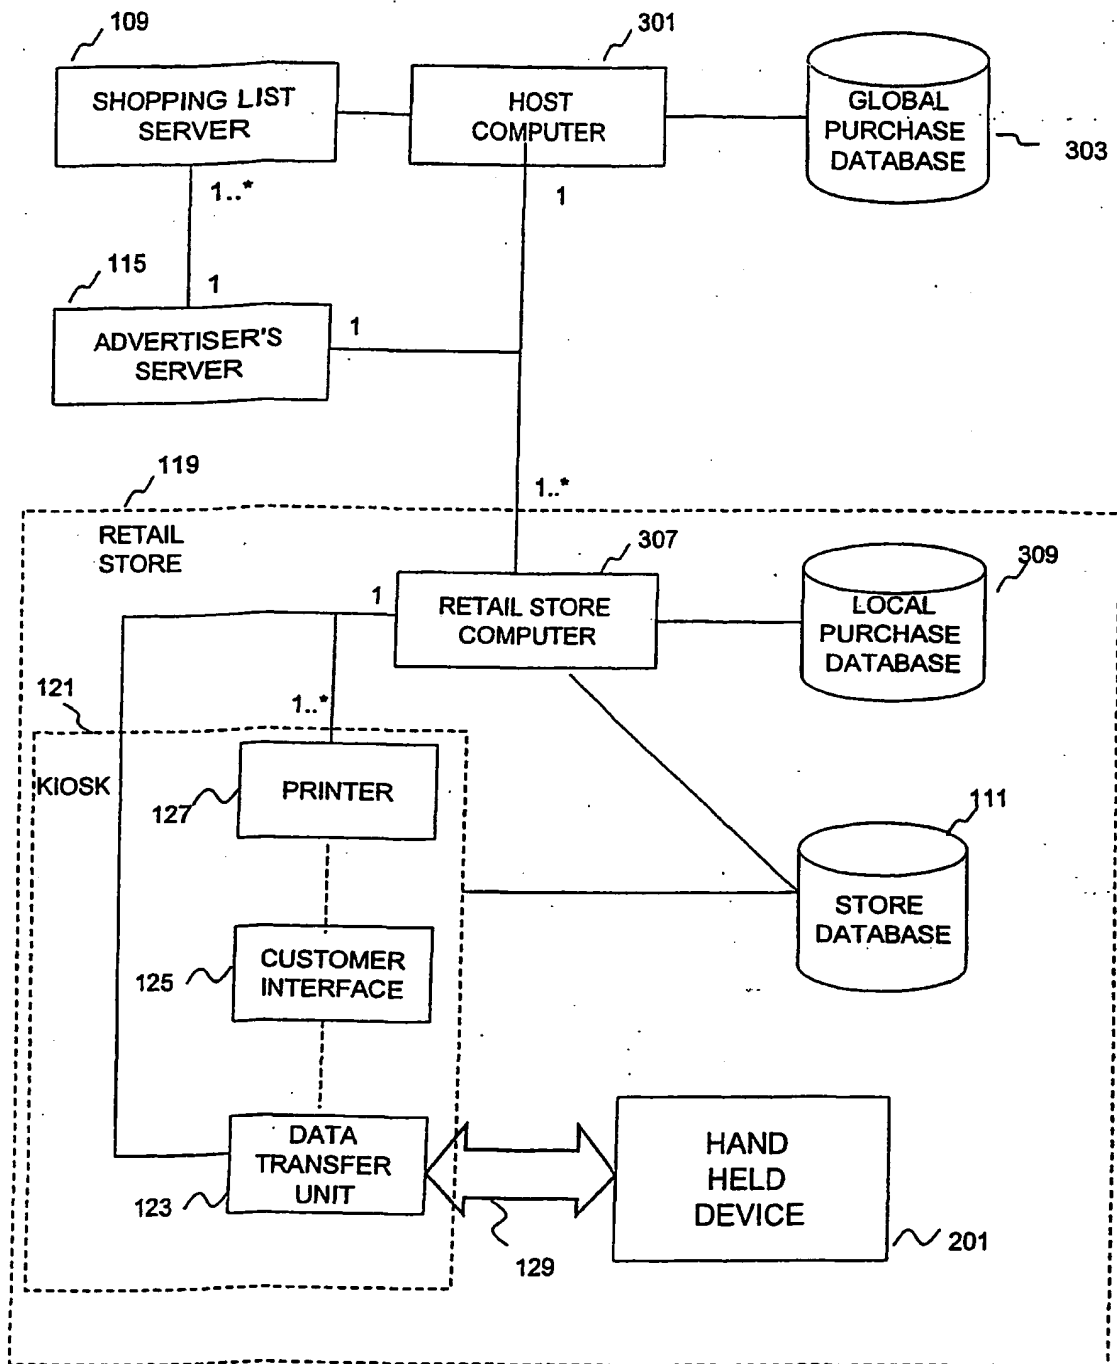 109
301
SHOPPING LIST
SERVER
HOST
COMPUTER
GLOBAL
PURCHASE
DATABASE
303
1..*
1
115
1
ADVERTISER'S
SERVER
1
119
1..*
RETAIL
STORE
307
309
1
RETAIL STORE
COMPUTER
LOCAL
PURCHASE
DATABASE
121
1..*
KIOSK
PRINTER
127
111
STORE
DATABASE
CUSTOMER
INTERFACE
125
DATA
TRANSFER
UNIT
123
HAND
HELD
DEVICE
129
201